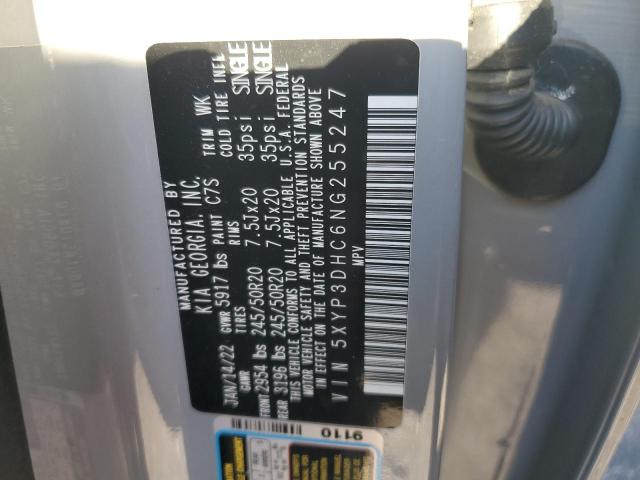 MANUFACTURED BY
KIA GEORGIA, INC.
JAN/14/22 GVWR 5917 lbs PAINT C7S TRIM WK
GAWR TIRES RIMS COLD TIRE INFL
FRONT 2954 lbs 245/50R20 7.5Jx20 35psi SINGLE
REAR 3196 lbs 245/50R20 7.5Jx20 35psi SINGLE
THIS VEHICLE CONFORMS TO ALL APPLICABLE U.S.A. FEDERAL
MOTOR VEHICLE SAFETY AND THEFT PREVENTION STANDARDS
IN EFFECT ON THE DATE OF MANUFACTURE SHOWN ABOVE
VIN 5XYP3DHC6NG255247
MPV
9110